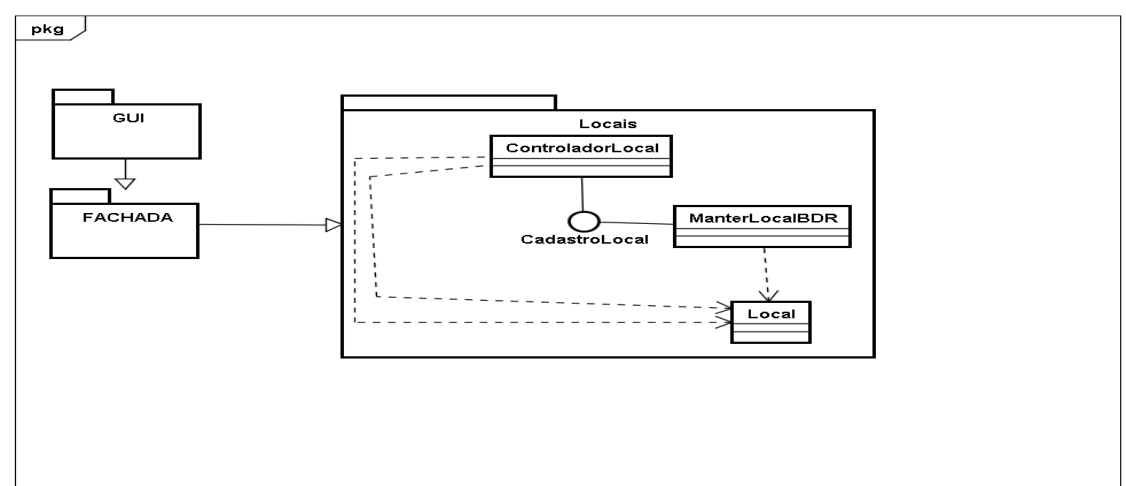 pkg
GUI
FACHADA
Locais
ControladorLocal
CadastroLocal
ManterLocalBDR
Local